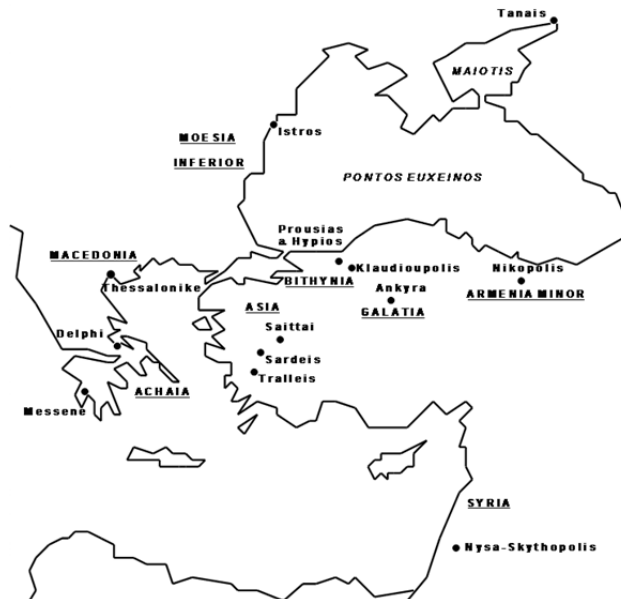 Tanais
MAIOTIS
Istros
MOESIA
INFERIOR
PONTOS EUXEINOS
Prousias
a. Hypios
MACEDONIA
Klaudioupolis
Nikopolis
Thessalonike
BITHYNIA
Ankyra
ARMENIA MINOR
ASIA
GALATIA
Saittai
Delphi
Sardeis
Tralleis
ACHAIA
Messene
SYRIA
Nysa-Skythopolis